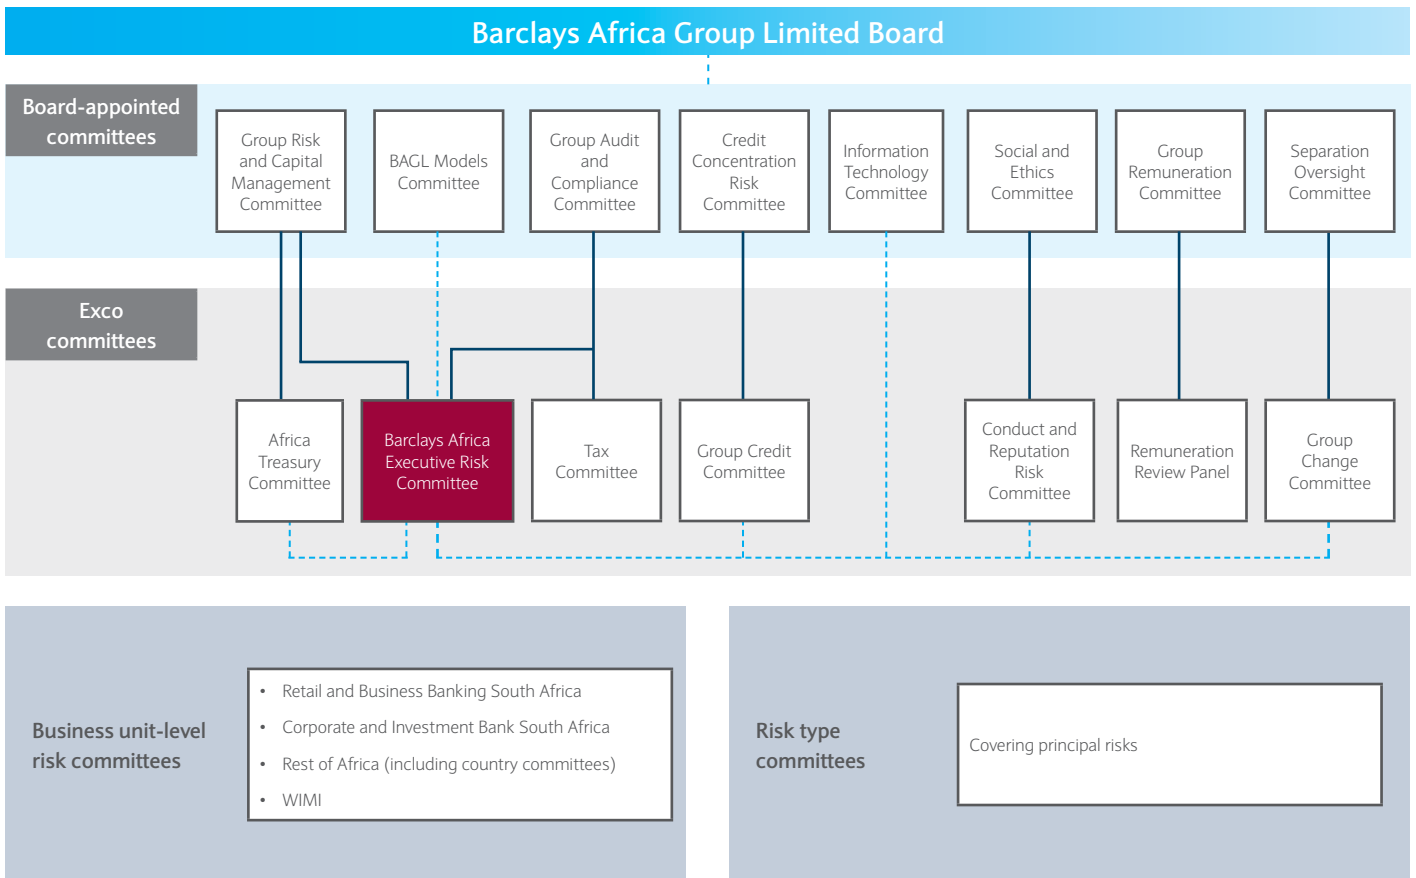 Barclays Africa Group Limited Board
Board-appointed
committees
Group Risk
and Capital
Management
Committee
BAGL Models
Committee
Group Audit
and
Compliance
Committee
Credit
Concentration
Risk
Committee
Information
Technology
Committee
Social and
Ethics
Committee
Group
Remuneration
Committee
Separation
Oversight
Committee
Exco
committees
Africa
Treasury
Committee
Barclays Africa
Executive Risk
Committee
Tax
Committee
Group Credit
Committee
Conduct and
Reputation
Risk
Committee
Remuneration
Review Panel
Group
Change
Committee
Business unit-level
risk committees
• Retail and Business Banking South Africa
• Corporate and Investment Bank South Africa
• Rest of Africa (including country committees)
• WIMI
Risk type
committees
Covering principal risks